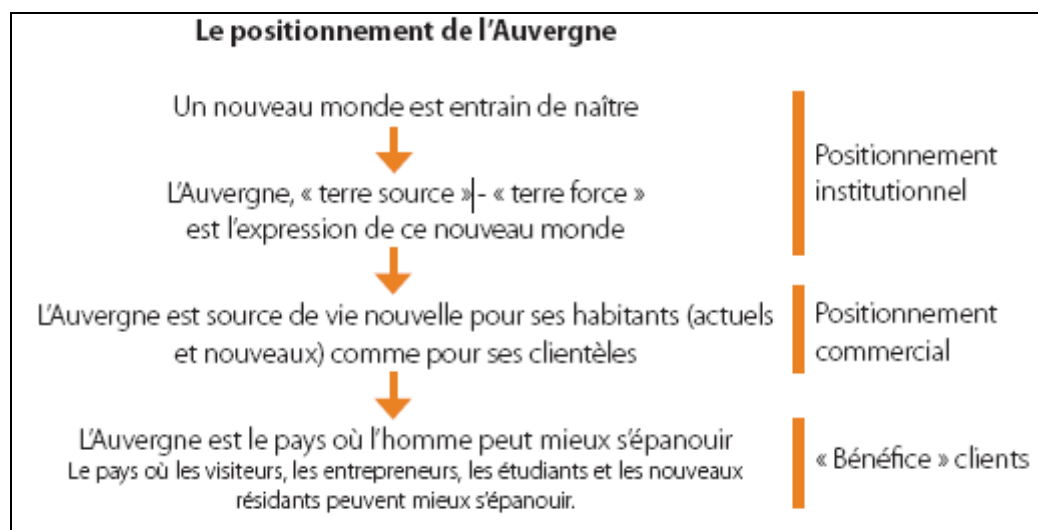 Le positionnement de l'Auvergne
Un nouveau monde est entrain de naître
L'Auvergne, « terre source »- « terre force »
est l'expression de ce nouveau monde
Positionnement
institutionnel
L'Auvergne est source de vie nouvelle pour ses habitants (actuels
et nouveaux) comme pour ses clientèles
Positionnement
commercial
L'Auvergne est le pays où l'homme peut mieux s'épanouir
Le pays où les visiteurs, les entrepreneurs, les étudiants et les nouveaux
résidants peuvent mieux s'épanouir.
« Bénéfice » clients